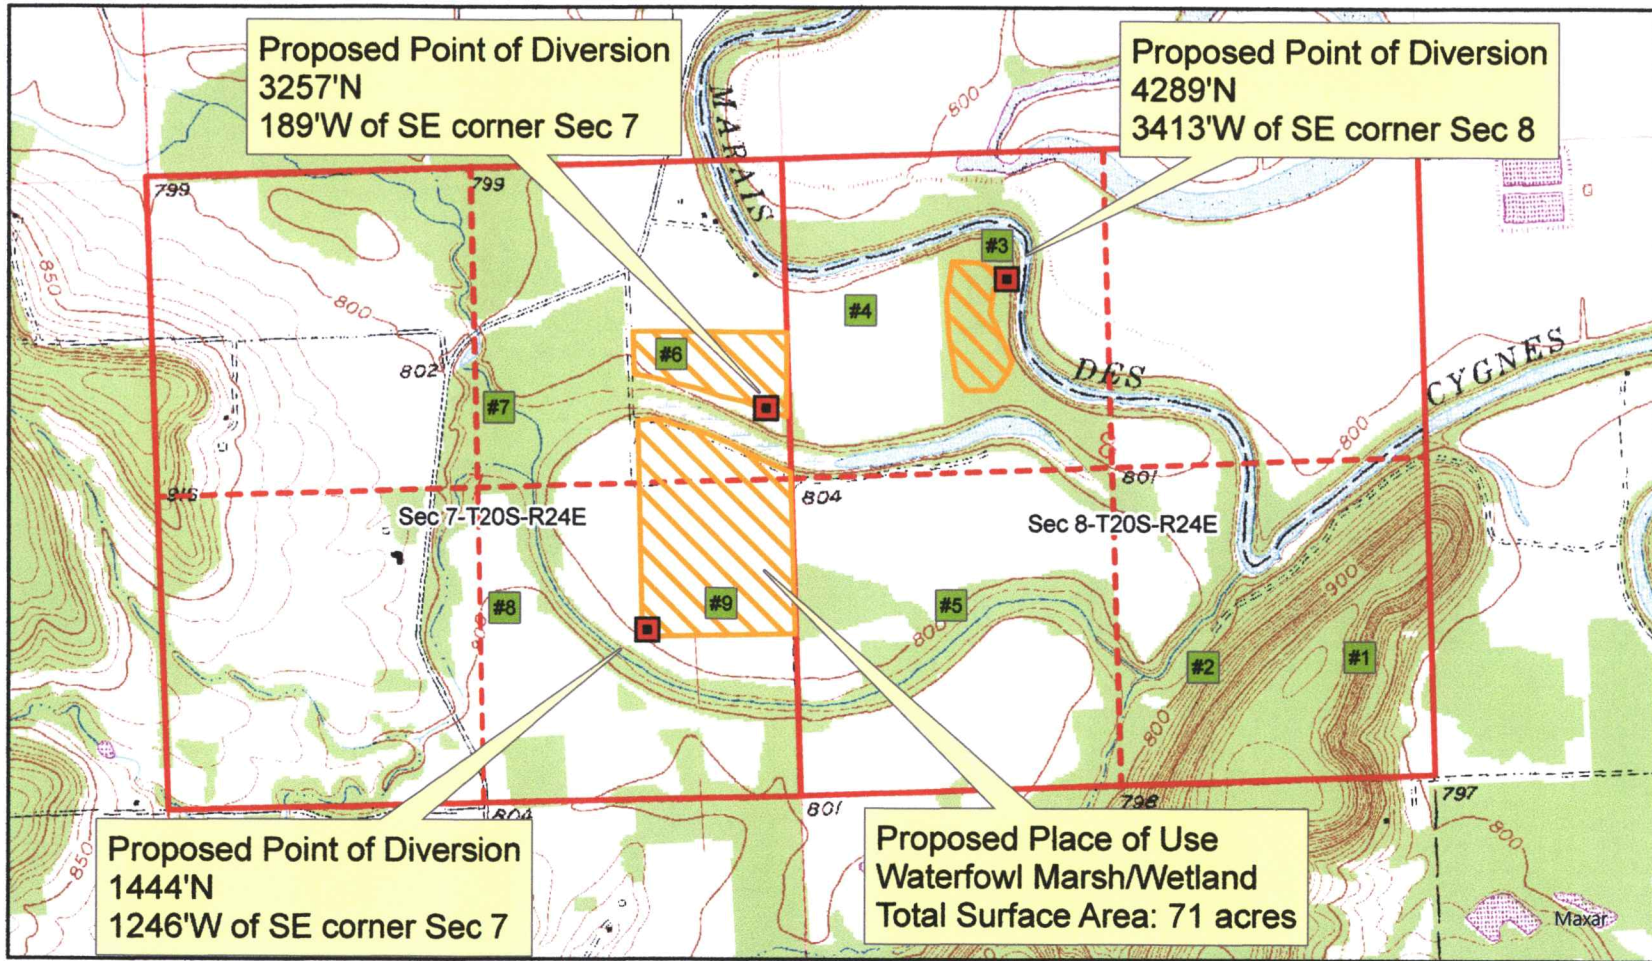 Proposed Point of Diversion
3257'N
189'W of SE corner Sec 7
Proposed Point of Diversion
4289'N
3413'W of SE corner Sec 8
MARAIS
DES
CYGNES
800
799
799
850
800
#3
#4
#6
802
#7
800
816
804
801
Sec 7-T20S-R24E
Sec 8-T20S-R24E
900
#8
#9
#5
800
#2
#1
800
800
804
801
798
797
800
850
Proposed Point of Diversion
1444'N
1246'W of SE corner Sec 7
Proposed Place of Use
Waterfowl Marsh/Wetland
Total Surface Area: 71 acres
Maxar